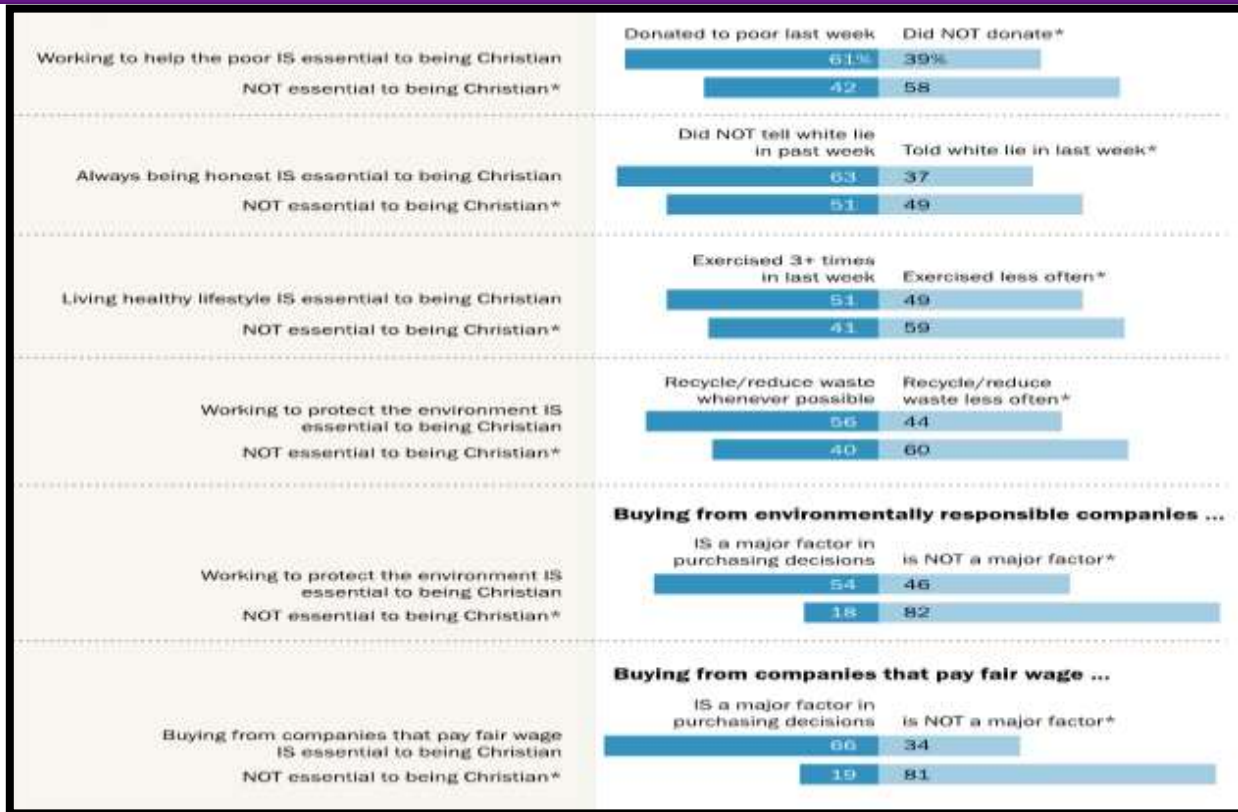 Donated to poor last week Did NOT donate*
Working to help the poor IS essential to being Christian 61% 39%
NOT essential to being Christian* 42 58
Did NOT tell white lie
in past week Told white lie in last week*
Always being honest IS essential to being Christian 63 37
NOT essential to being Christian* 51 49
Exercised 3+ times
in last week Exercised less often*
Living healthy lifestyle IS essential to being Christian 51 49
NOT essential to being Christian* 41 59
Recycle/reduce waste Recycle/reduce
whenever possible waste less often*
Working to protect the environment IS
essential to being Christian 56 44
NOT essential to being Christian* 40 60
Buying from environmentally responsible companies ...
IS a major factor in
purchasing decisions is NOT a major factor*
Working to protect the environment IS
essential to being Christian 54 46
NOT essential to being Christian* 18 82
Buying from companies that pay fair wage ...
IS a major factor in
purchasing decisions is NOT a major factor*
Buying from companies that pay fair wage
IS essential to being Christian 66 34
NOT essential to being Christian* 19 81